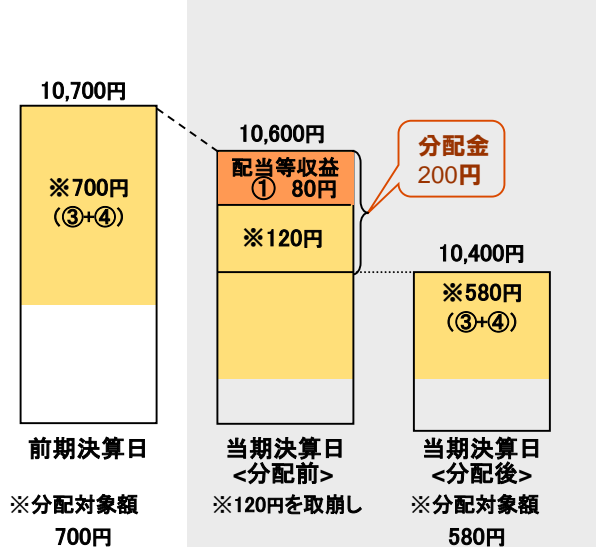 10,700円
※700円
(③+④)
前期決算日
※分配対象額
700円
10,600円
配当等収益
① 80円
※120円
当期決算日
<分配前>
※120円を取崩し
分配金
200円
10,400円
※580円
(③+④)
当期決算日
<分配後>
※分配対象額
580円